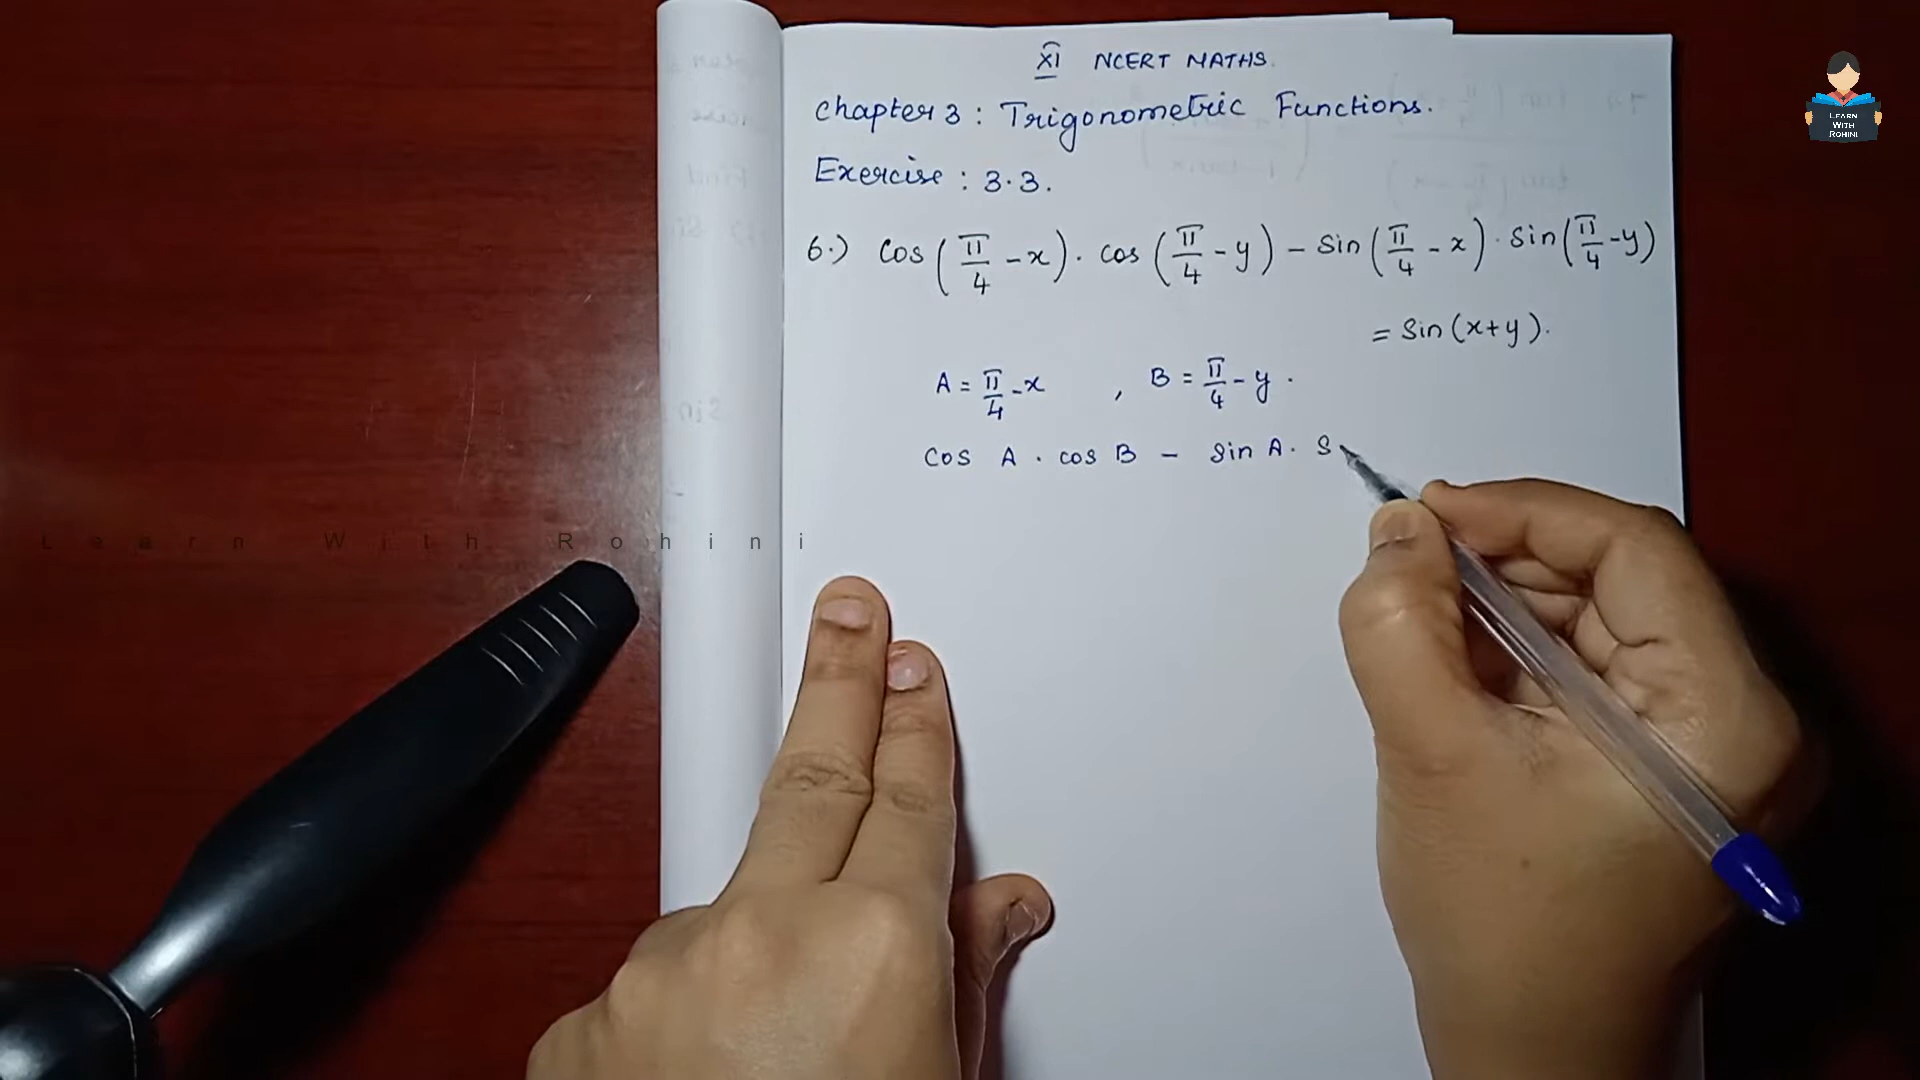 XI NCERT MATHS.
Chapter 3 : Trigonometric Functions.
Exercise : 3.3.
6.) Cos(π/4 - x) . cos(π/4 - y) - Sin(π/4 - x) . Sin(π/4 - y)
= Sin(x+y).
A = π/4 - x , B = π/4 - y .
Cos A . cos B - Sin A . S
Learn With Rohini
LEARN
WITH
ROHINI